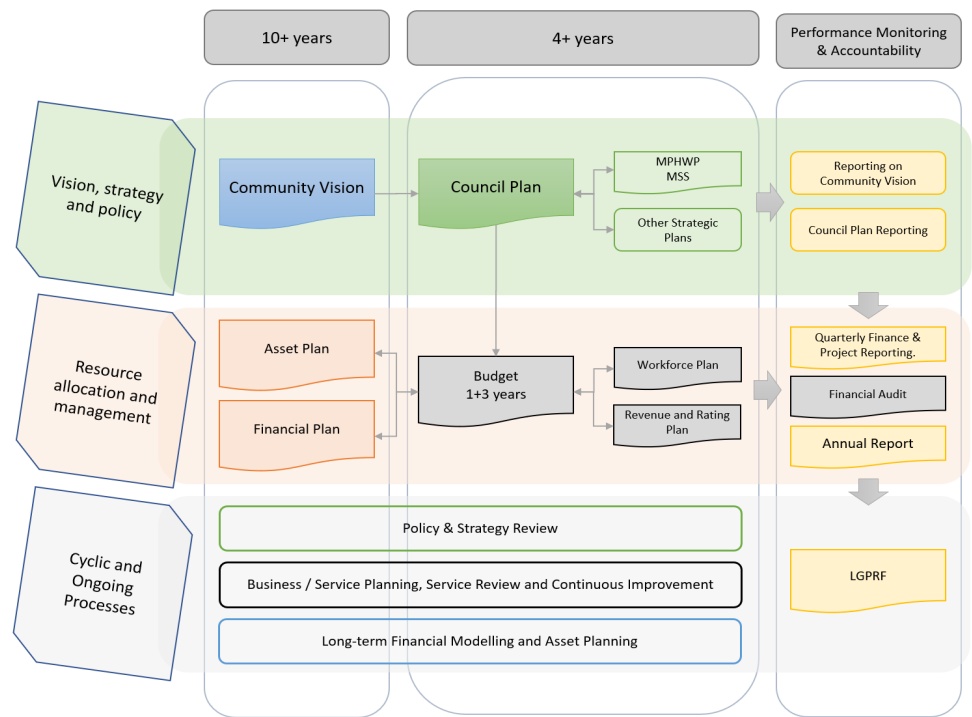 10+ years
4+ years
Performance Monitoring
& Accountability
Vision, strategy
and policy
Community Vision
Council Plan
MPHWP
MSS
Other Strategic
Plans
Reporting on
Community Vision
Council Plan Reporting
Resource
allocation and
management
Asset Plan
Financial Plan
Budget
1+3 years
Workforce Plan
Revenue and Rating
Plan
Quarterly Finance &
Project Reporting.
Financial Audit
Annual Report
Cyclic and
Ongoing
Processes
Policy & Strategy Review
Business / Service Planning, Service Review and Continuous Improvement
Long-term Financial Modelling and Asset Planning
LGPRF